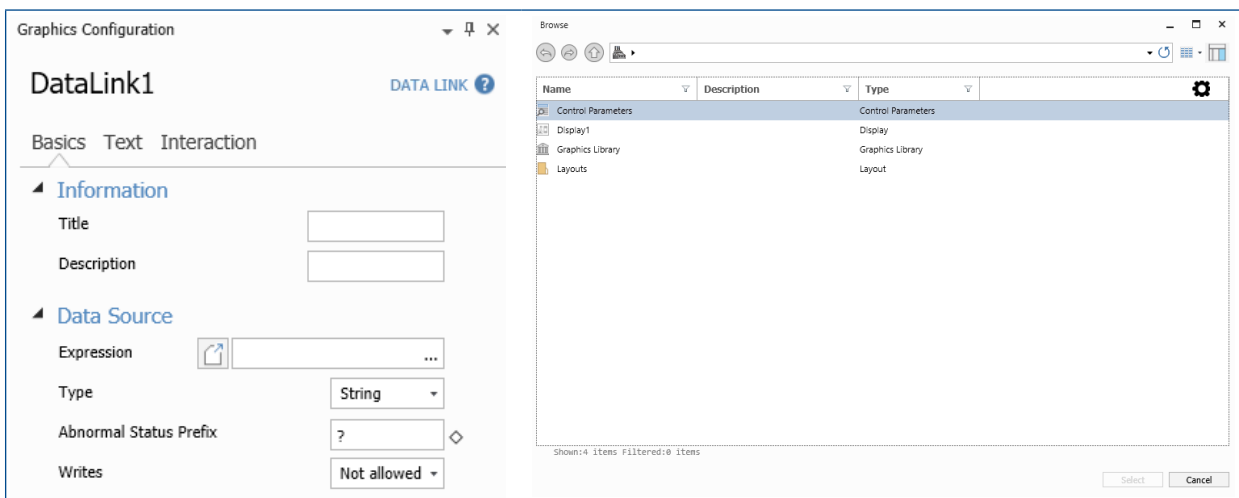 Graphics Configuration
DataLink1
DATA LINK ?
Basics Text Interaction
Information
Title
Description
Data Source
Expression ...
Type String
Abnormal Status Prefix ?
Writes Not allowed
Browse
Name Description Type
Control Parameters Control Parameters
Display1 Display
Graphics Library Graphics Library
Layouts Layout
Shown:4 items Filtered:0 items
Select Cancel